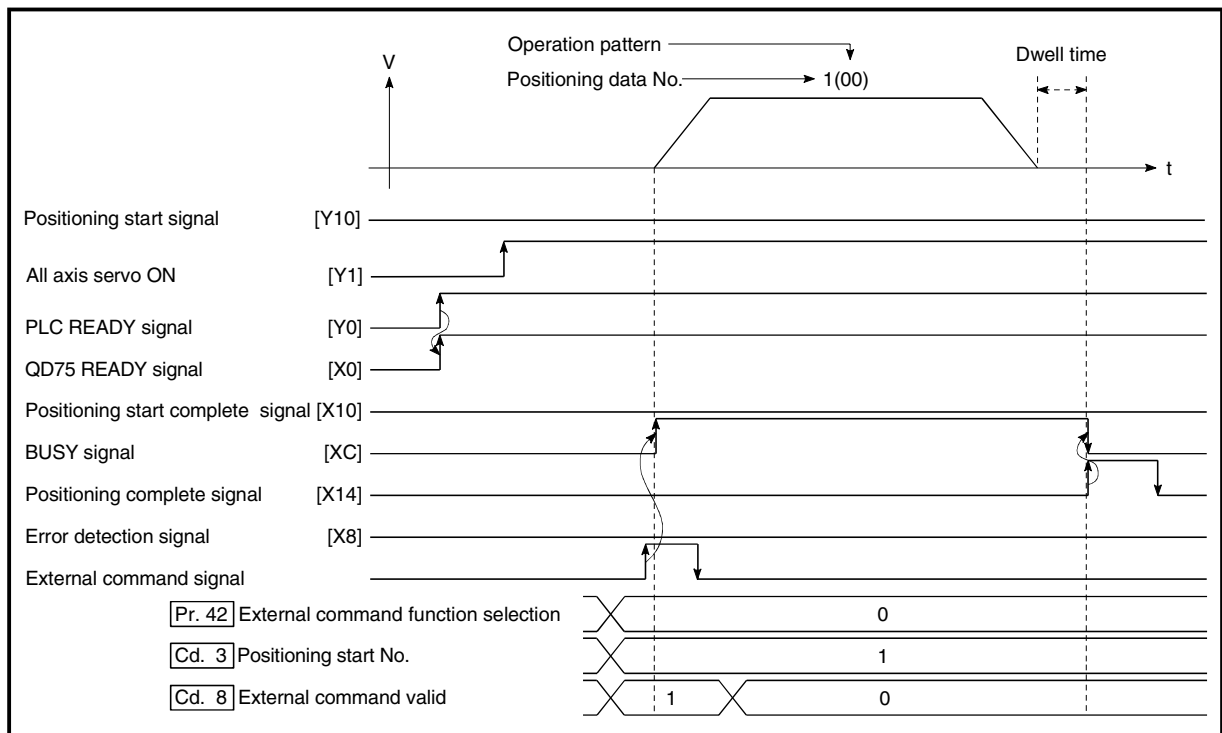 Operation pattern
V
Dwell time
Positioning data No.
1(00)
t
Positioning start signal [Y10]
All axis servo ON [Y1]
PLC READY signal [Y0]
QD75 READY signal [X0]
Positioning start complete signal [X10]
BUSY signal [XC]
Positioning complete signal [X14]
Error detection signal [X8]
External command signal
Pr. 42 External command function selection 0
Cd. 3 Positioning start No. 1
Cd. 8 External command valid 1 0